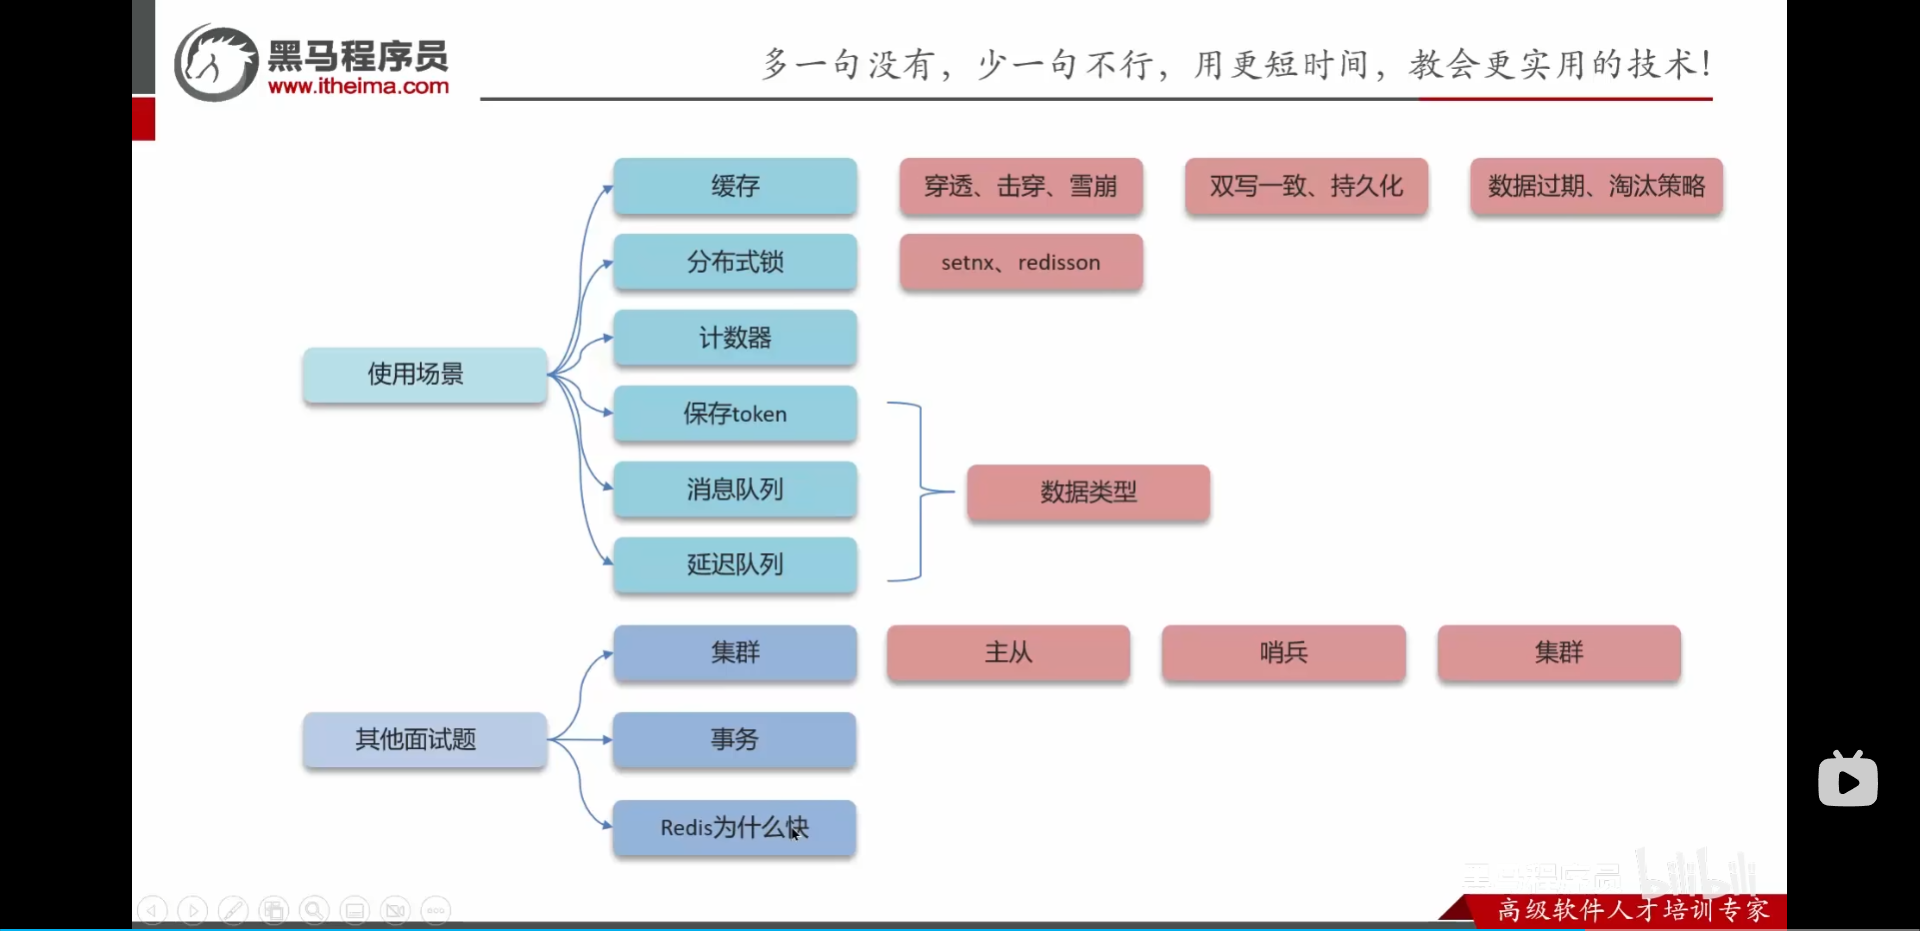 黑马程序员
www.itheima.com
多一句没有，少一句不行，用更短时间，教会更实用的技术！
缓存
穿透、击穿、雪崩
双写一致、持久化
数据过期、淘汰策略
分布式锁
setnx、redisson
计数器
使用场景
保存token
消息队列
数据类型
延迟队列
集群
主从
哨兵
集群
其他面试题
事务
Redis为什么快
黑马程序员 bilibili
高级软件人才培训专家